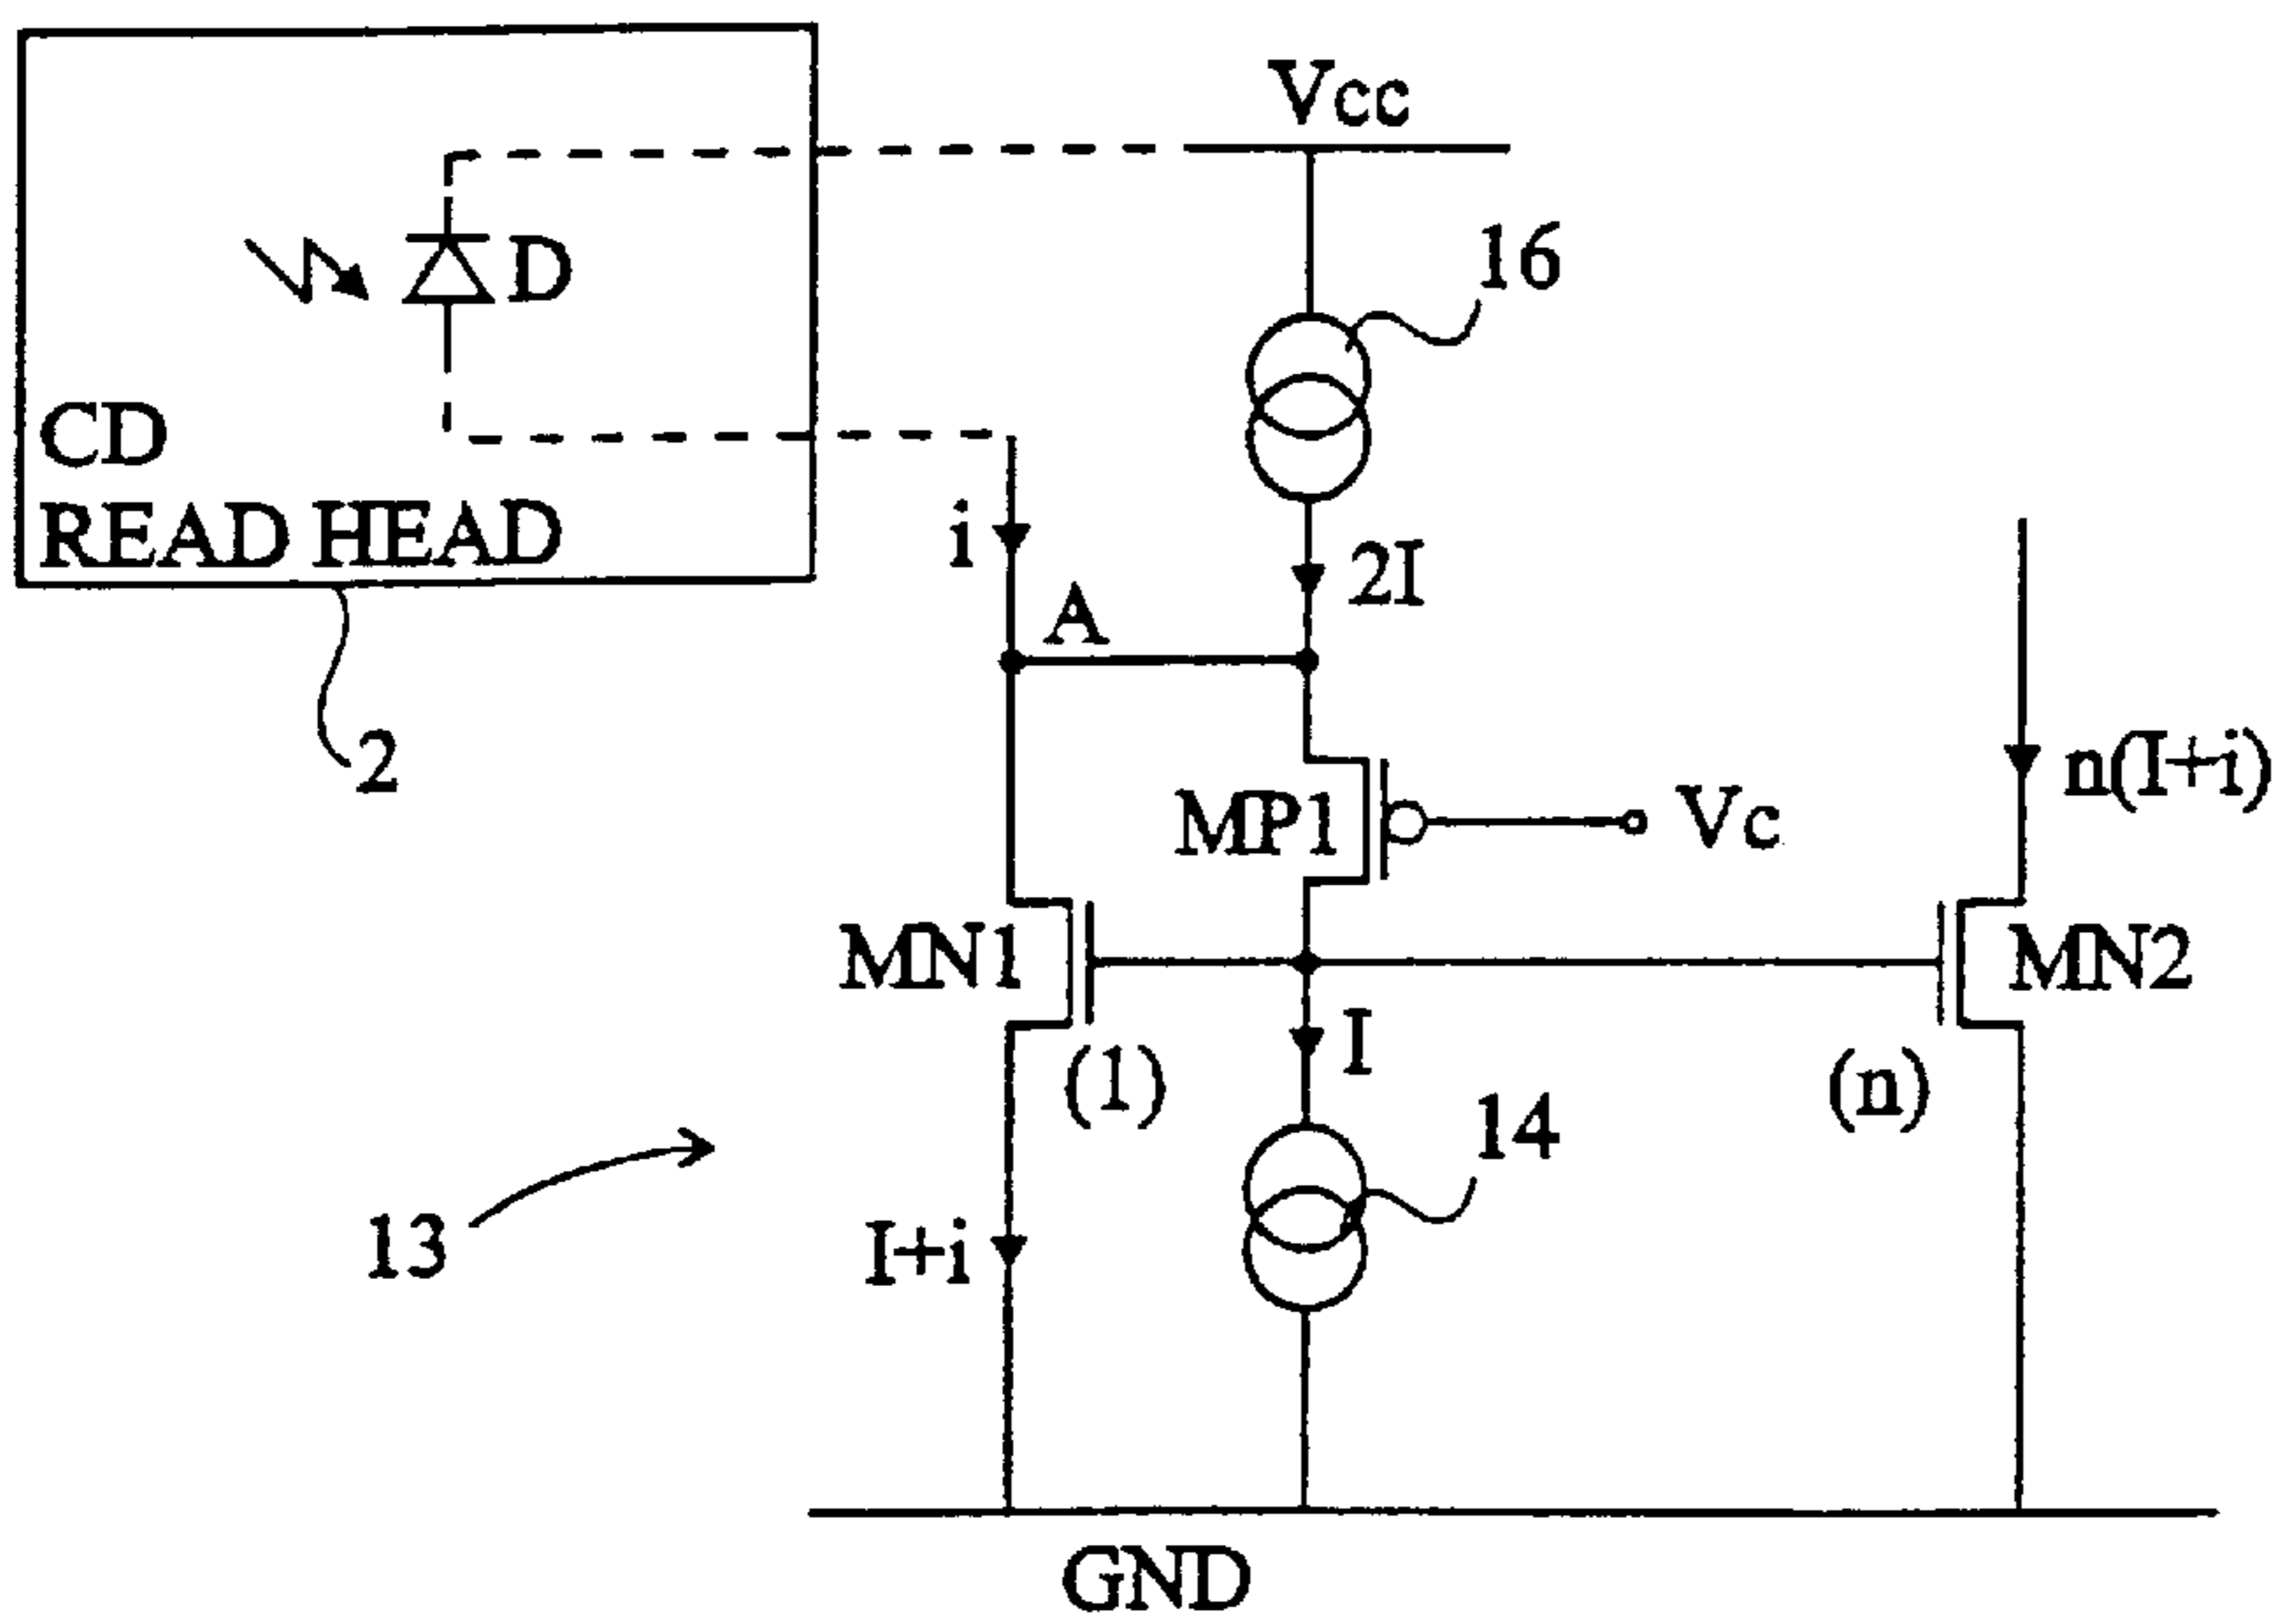 Vcc
16
D
CD
READ HEAD
i
2I
A
2
n(I+i)
MP1
Vc
MN1
MN2
I
(1)
(n)
14
13
I+i
GND